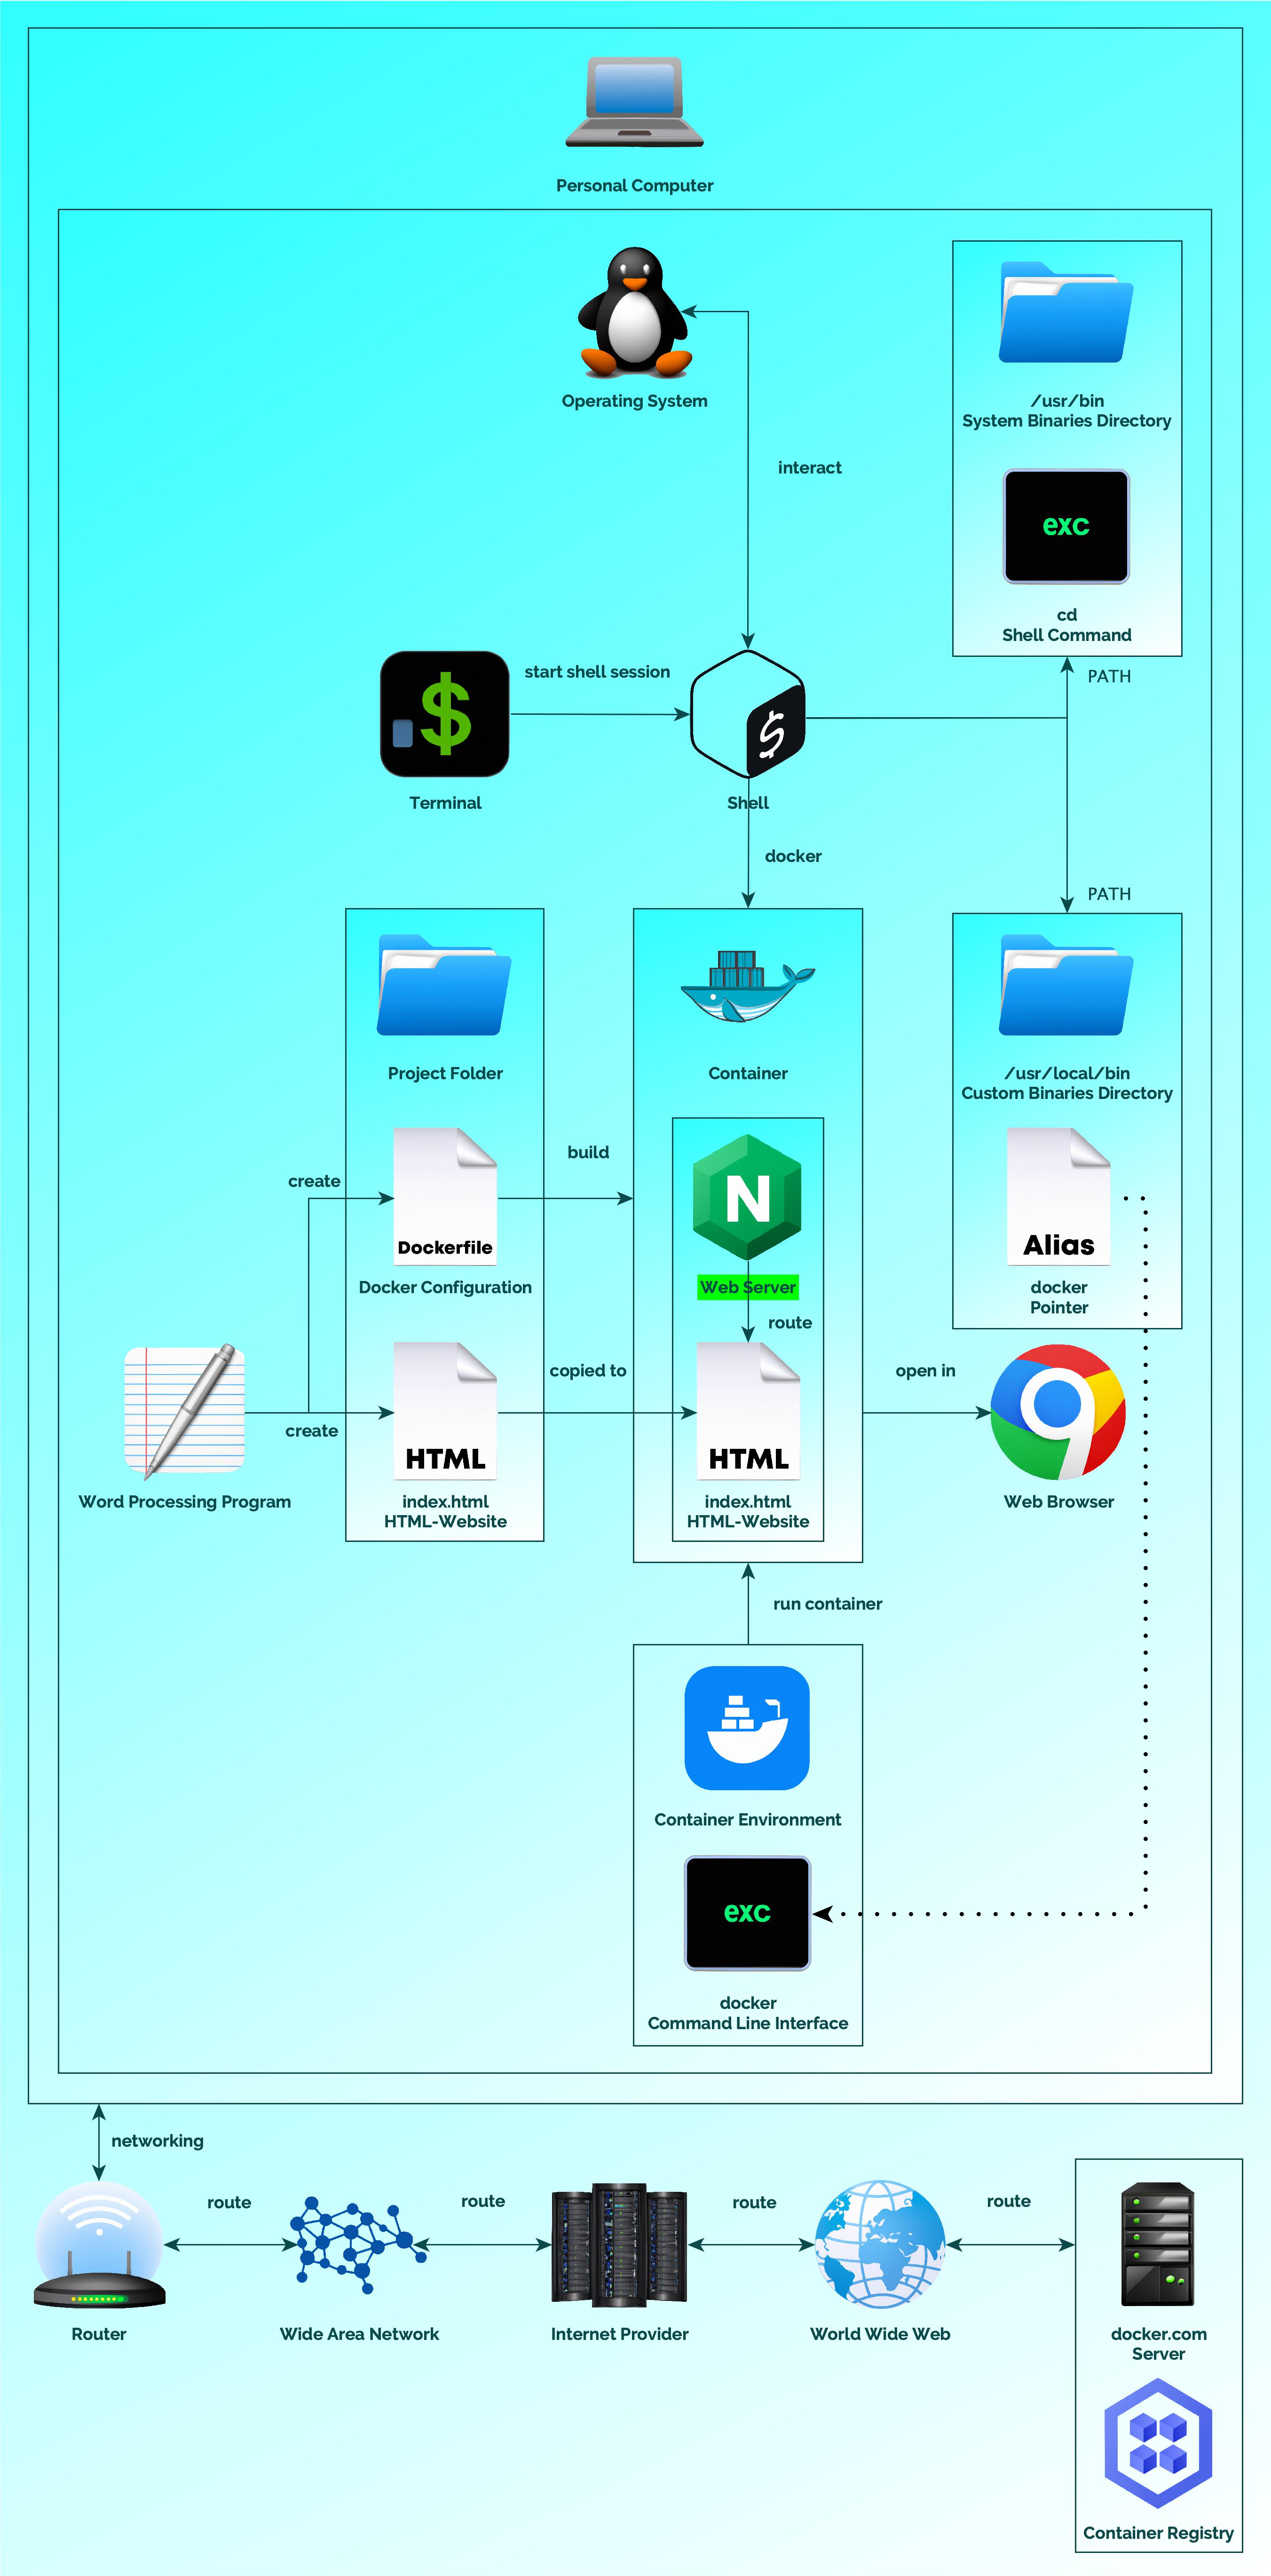 Personal Computer
Operating System
/usr/bin
System Binaries Directory
interact
exc
cd
Shell Command
start shell session
PATH
$
$
Terminal
Shell
docker
PATH
Project Folder
Container
/usr/local/bin
Custom Binaries Directory
build
create
N
Dockerfile
Alias
Docker Configuration
Web Server
docker
Pointer
route
copied to
open in
create
HTML
HTML
Word Processing Program
index.html
HTML-Website
index.html
HTML-Website
Web Browser
run container
Container Environment
exc
docker
Command Line Interface
networking
route
route
route
route
Router
Wide Area Network
Internet Provider
World Wide Web
docker.com
Server
Container Registry